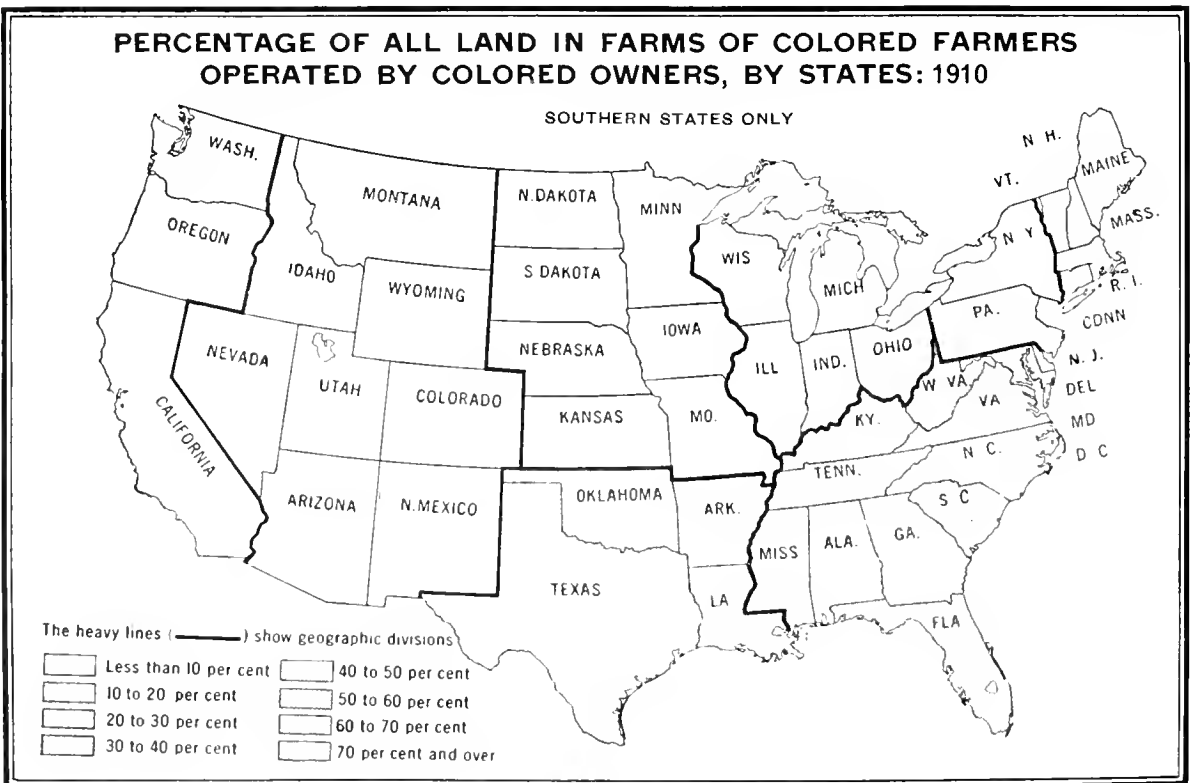 PERCENTAGE OF ALL LAND IN FARMS OF COLORED FARMERS
OPERATED BY COLORED OWNERS, BY STATES: 1910
SOUTHERN STATES ONLY
WASH.
OREGON
CALIFORNIA
NEVADA
IDAHO
MONTANA
WYOMING
UTAH
COLORADO
ARIZONA
N.MEXICO
N.DAKOTA
S DAKOTA
NEBRASKA
KANSAS
OKLAHOMA
TEXAS
MINN
IOWA
MO.
ARK.
LA
WIS
ILL
MICH
IND.
OHIO
KY.
TENN.
MISS
ALA.
GA.
FLA
S C
N C.
VA
W VA
PA.
N Y
VT.
N H.
MAINE
MASS.
R. I.
CDNN
N. J.
DEL
MD
D C
The heavy lines (——) show geographic divisions
Less than 10 per cent
10 to 20 per cent
20 to 30 per cent
30 to 40 per cent
40 to 50 per cent
50 to 60 per cent
60 to 70 per cent
70 per cent and over